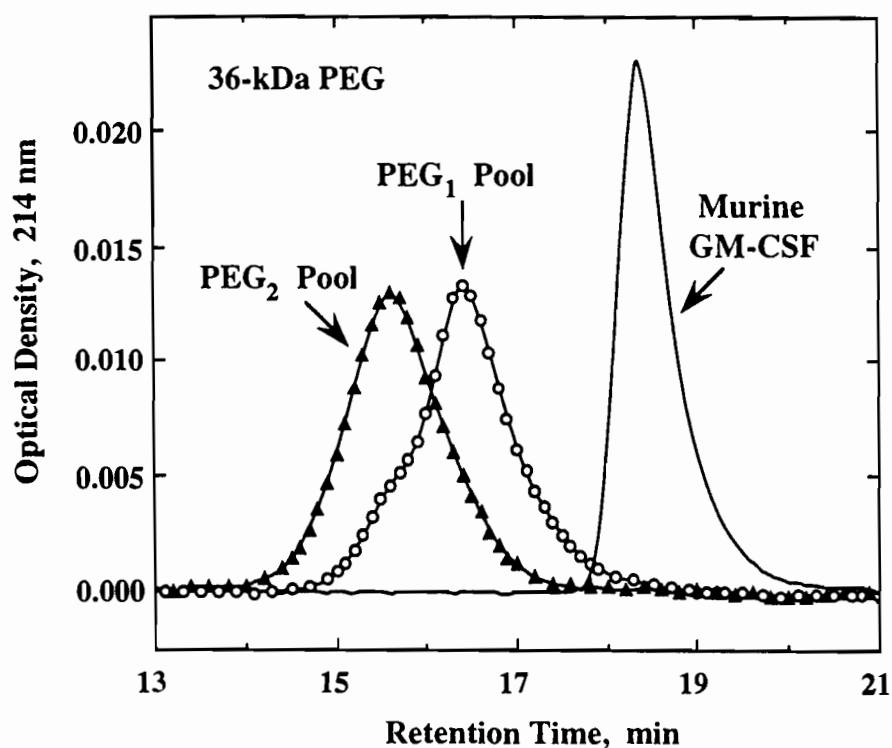 36-kDa PEG
PEG₁ Pool
PEG₂ Pool
Murine
GM-CSF
Optical Density, 214 nm
0.020
0.015
0.010
0.005
0.000
13
15
17
19
21
Retention Time, min